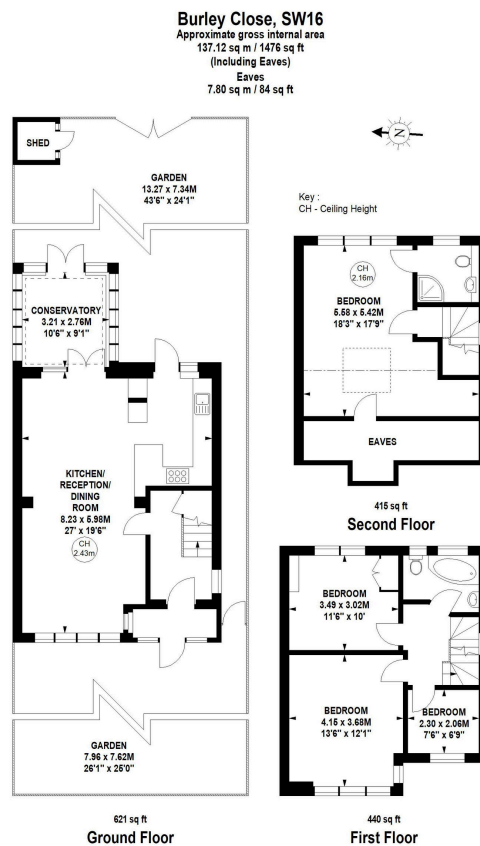 Burley Close, SW16
Approximate gross internal area
137.12 sq m / 1476 sq ft
(Including Eaves)
Eaves
7.80 sq m / 84 sq ft
SHED
GARDEN
13.27 x 7.34M
43'6" x 24'1"
N
Key :
CH - Ceiling Height
CONSERVATORY
3.21 x 2.76M
10'6" x 9'1"
KITCHEN/
RECEPTION/
DINING
ROOM
8.23 x 5.98M
27' x 19'6"
CH
2.43m
GARDEN
7.96 x 7.62M
26'1" x 25'0"
621 sq ft
Ground Floor
CH
2.16m
BEDROOM
5.58 x 5.42M
18'3" x 17'9"
EAVES
415 sq ft
Second Floor
BEDROOM
3.49 x 3.02M
11'6" x 10'
BEDROOM
4.15 x 3.68M
13'6" x 12'1"
BEDROOM
2.30 x 2.06M
7'6" x 6'9"
440 sq ft
First Floor